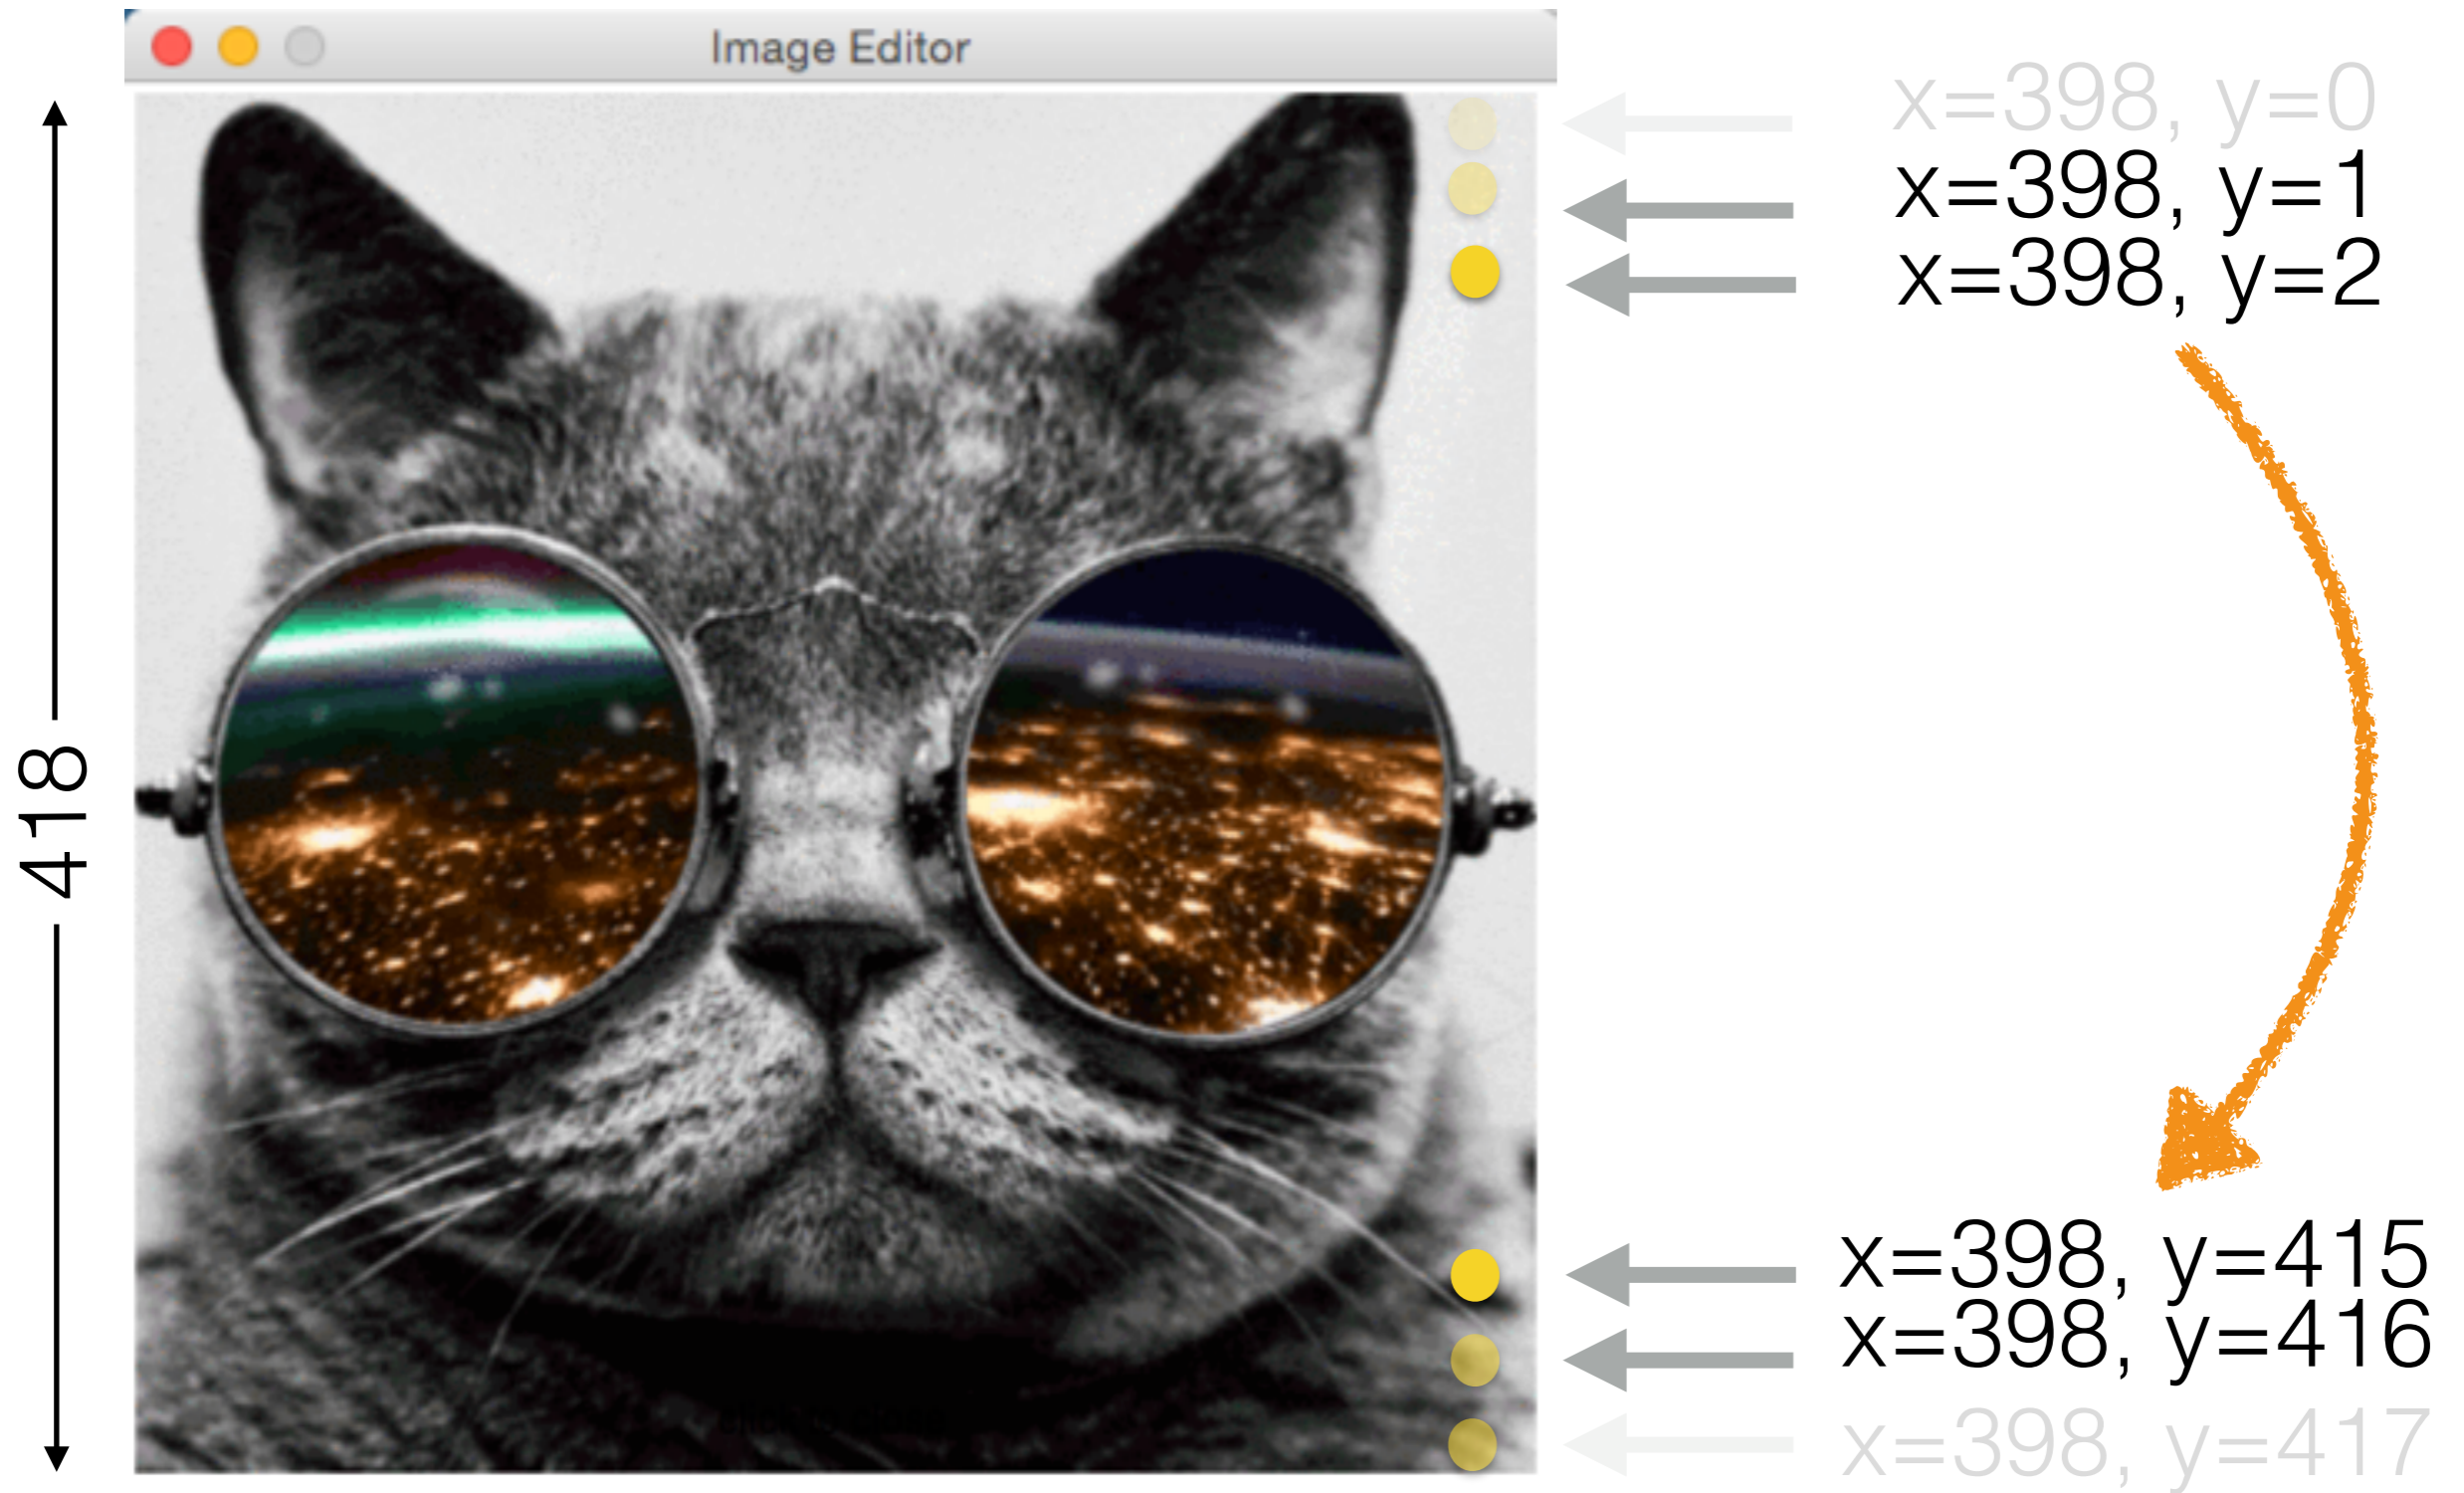 Image Editor
x=398, y=0
x=398, y=1
x=398, y=2
418
x=398, y=415
x=398, y=416
x=398, y=417